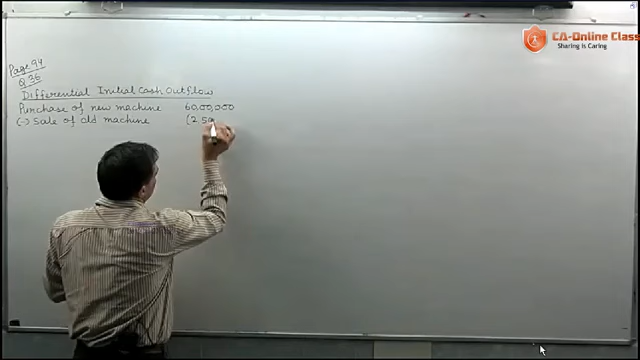 Page 94
Q 36
Differential Initial Cash Outflow
Purchase of new machine 60,00,000
(-) Sale of old machine (2 50
CA-Online Class
Sharing is Caring